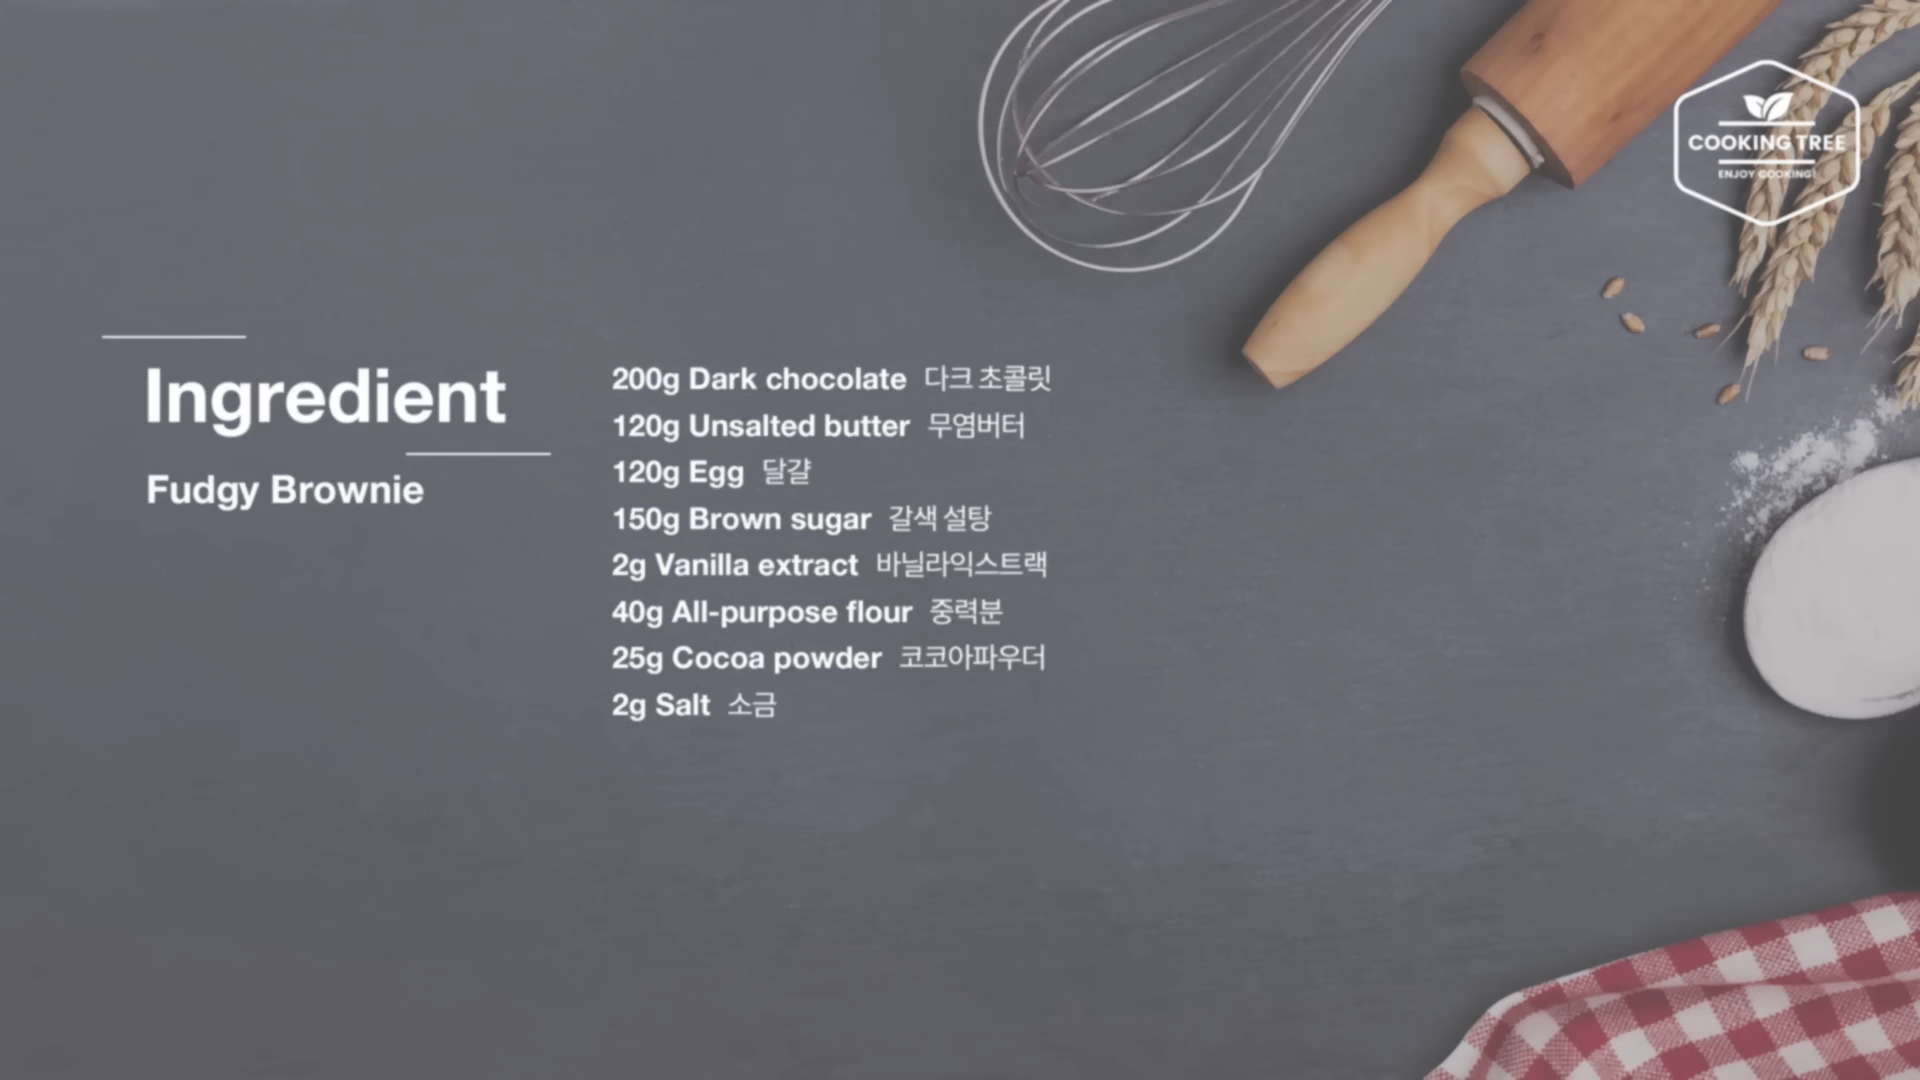 COOKING TREE
ENJOY COOKING!
Ingredient
Fudgy Brownie
200g Dark chocolate 다크 초콜릿
120g Unsalted butter 무염버터
120g Egg 달걀
150g Brown sugar 갈색 설탕
2g Vanilla extract 바닐라익스트랙
40g All-purpose flour 중력분
25g Cocoa powder 코코아파우더
2g Salt 소금